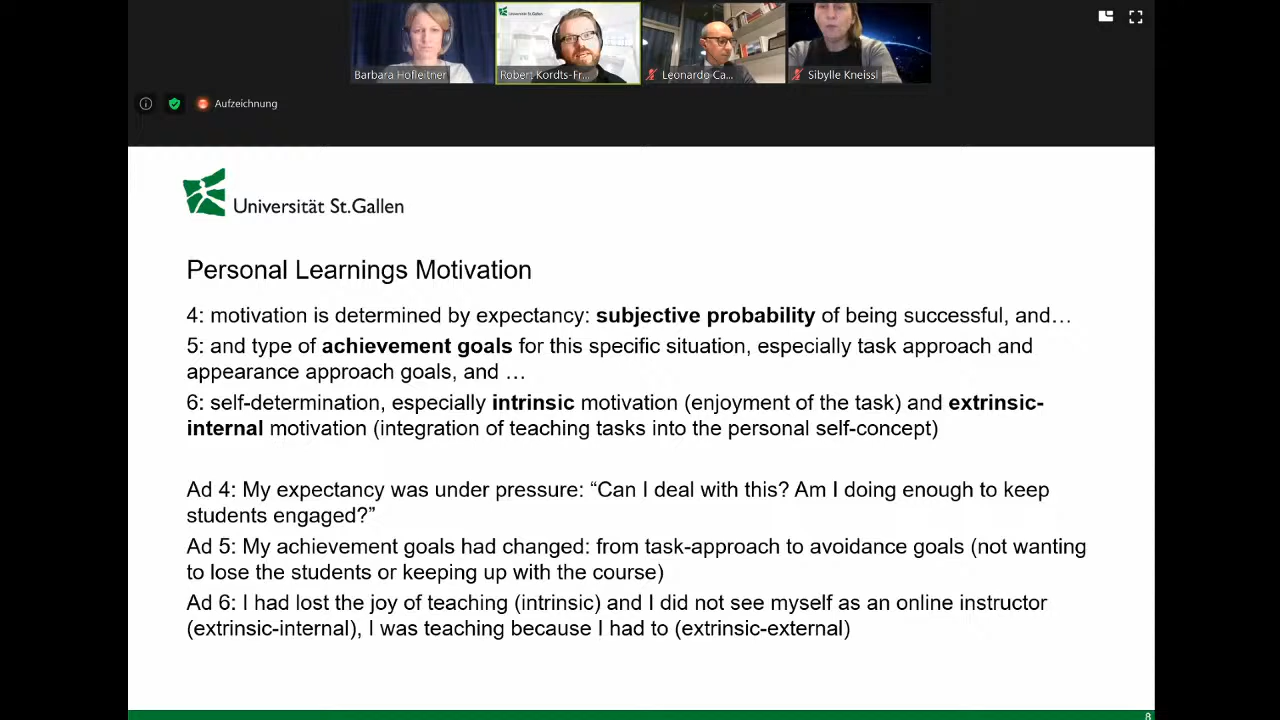 Universität St.Gallen
Barbara Hofleitner
Robert Kordts-Fr...
Leonardo Ca...
Sibylle Kneissl
Aufzeichnung
Universität St.Gallen
Personal Learnings Motivation
4: motivation is determined by expectancy: subjective probability of being successful, and…
5: and type of achievement goals for this specific situation, especially task approach and
appearance approach goals, and …
6: self-determination, especially intrinsic motivation (enjoyment of the task) and extrinsic-
internal motivation (integration of teaching tasks into the personal self-concept)
Ad 4: My expectancy was under pressure: “Can I deal with this? Am I doing enough to keep
students engaged?”
Ad 5: My achievement goals had changed: from task-approach to avoidance goals (not wanting
to lose the students or keeping up with the course)
Ad 6: I had lost the joy of teaching (intrinsic) and I did not see myself as an online instructor
(extrinsic-internal), I was teaching because I had to (extrinsic-external)
8